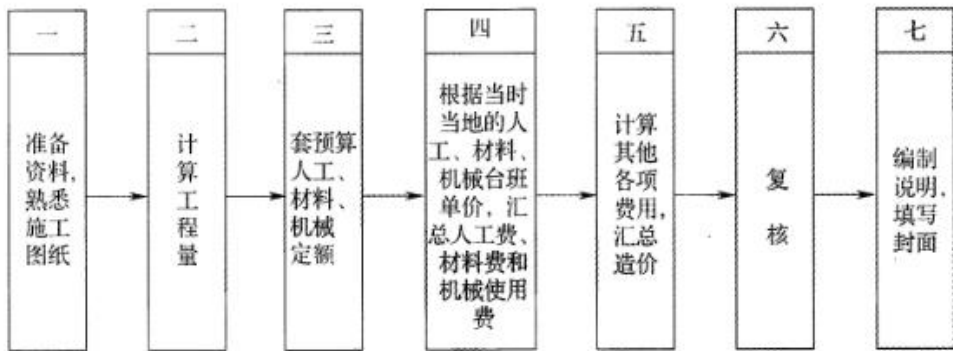 一
准备
资料,
熟悉
施工
图纸
二
计
算
工
程
量
三
套预算
人工、
材料、
机械
定额
四
根据当时
当地的人
工、材料、
机械台班
单价,汇
总人工费、
材料费和
机械使用
费
五
计算
其他
各项
费用,
汇总
造价
六
复
核
七
编制
说明,
填写
封面